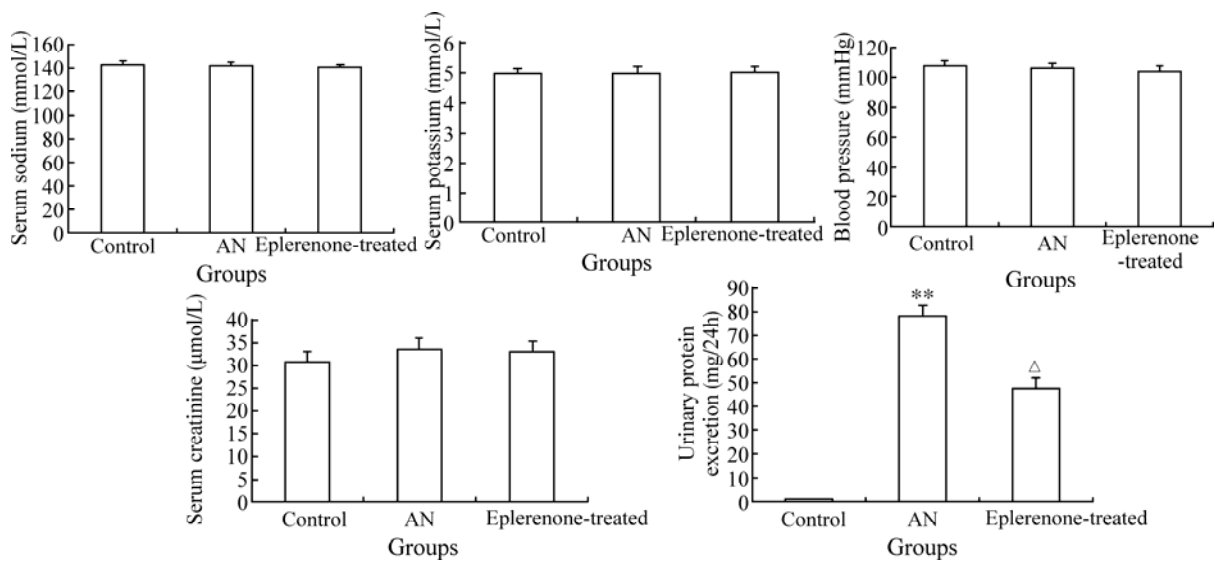 Serum sodium (mmol/L)
160
140
120
100
80
60
40
20
0
Control
AN
Eplerenone-treated
Groups
Serum potassium (mmol/L)
6
5
4
3
2
1
0
Control
AN
Eplerenone-treated
Groups
Blood pressure (mmHg)
120
100
80
60
40
20
0
Control
AN
Eplerenone
-treated
Groups
Serum creatinine (μmol/L)
40
35
30
25
20
15
10
5
0
Control
AN
Eplerenone-treated
Groups
Urinary protein
excretion (mg/24h)
90
80
70
60
50
40
30
20
10
0
**
△
Control
AN
Eplerenone-treated
Groups